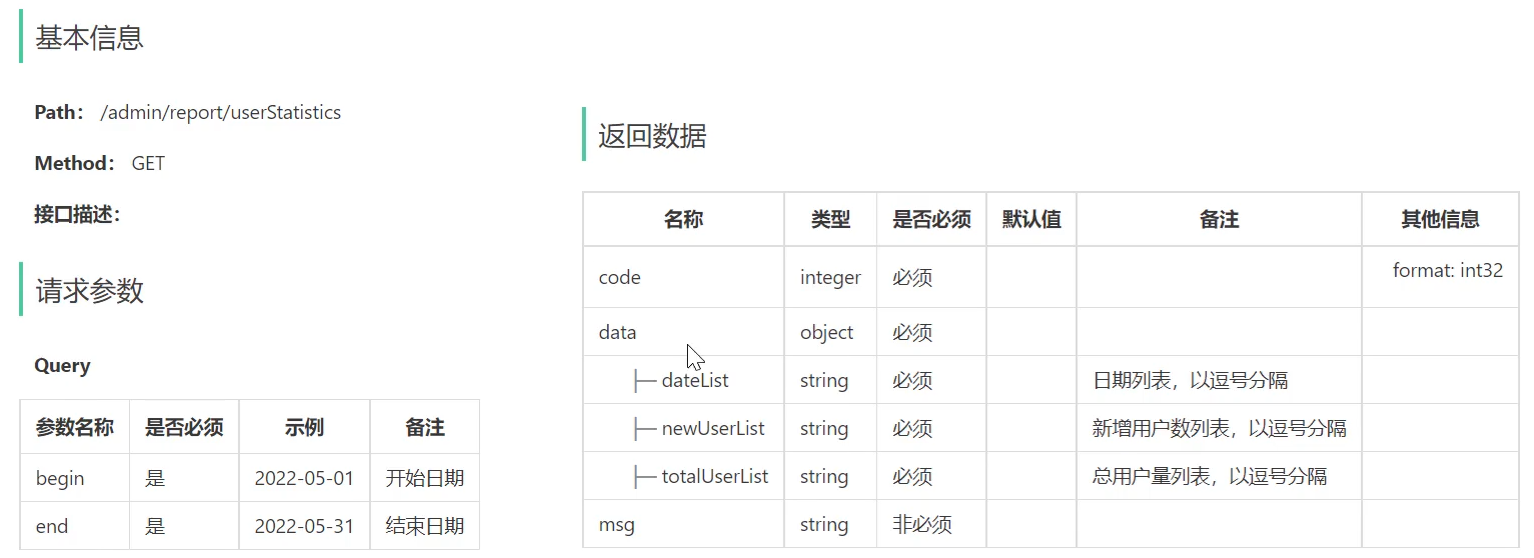 基本信息
Path： /admin/report/userStatistics
Method： GET
接口描述：
请求参数
Query
参数名称 是否必须 示例 备注
begin 是 2022-05-01 开始日期
end 是 2022-05-31 结束日期
返回数据
名称 类型 是否必须 默认值 备注 其他信息
code integer 必须 format: int32
data object 必须
├─ dateList string 必须 日期列表，以逗号分隔
├─ newUserList string 必须 新增用户数列表，以逗号分隔
├─ totalUserList string 必须 总用户量列表，以逗号分隔
msg string 非必须